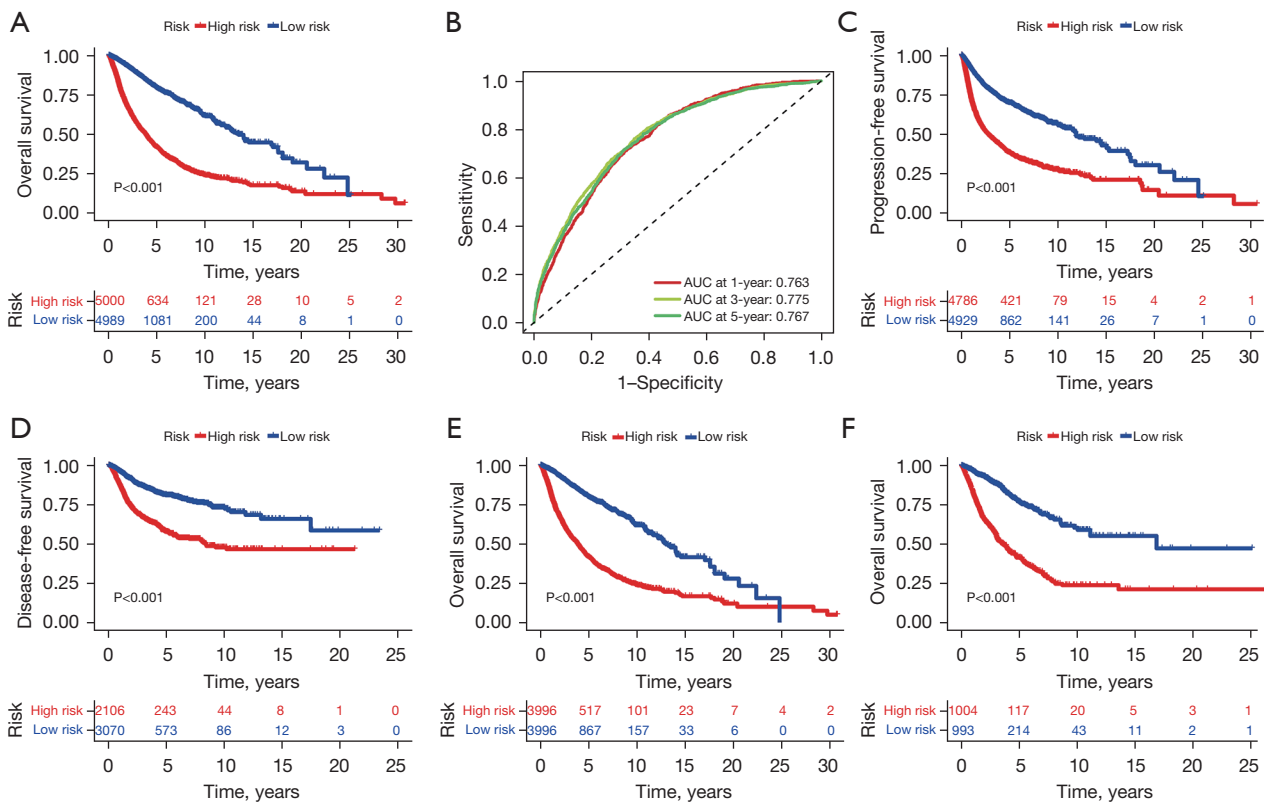 A
Risk High risk Low risk
Overall survival
1.00
0.75
0.50
0.25
0.00
P<0.001
0 5 10 15 20 25 30
Time, years
Risk
High risk 5000 634 121 28 10 5 2
Low risk 4989 1081 200 44 8 1 0
0 5 10 15 20 25 30
Time, years
B
Sensitivity
1.0
0.8
0.6
0.4
0.2
0.0
AUC at 1-year: 0.763
AUC at 3-year: 0.775
AUC at 5-year: 0.767
0.0 0.2 0.4 0.6 0.8 1.0
1–Specificity
C
Risk High risk Low risk
Progression-free survival
1.00
0.75
0.50
0.25
0.00
P<0.001
0 5 10 15 20 25 30
Time, years
Risk
High risk 4786 421 79 15 4 2 1
Low risk 4929 862 141 26 7 1 0
0 5 10 15 20 25 30
Time, years
D
Risk High risk Low risk
Disease-free survival
1.00
0.75
0.50
0.25
0.00
P<0.001
0 5 10 15 20 25
Time, years
Risk
High risk 2106 243 44 8 1 0
Low risk 3070 573 86 12 3 0
0 5 10 15 20 25
Time, years
E
Risk High risk Low risk
Overall survival
1.00
0.75
0.50
0.25
0.00
P<0.001
0 5 10 15 20 25 30
Time, years
Risk
High risk 3996 517 101 23 7 4 2
Low risk 3996 867 157 33 6 0 0
0 5 10 15 20 25 30
Time, years
F
Risk High risk Low risk
Overall survival
1.00
0.75
0.50
0.25
0.00
P<0.001
0 5 10 15 20 25
Time, years
Risk
High risk 1004 117 20 5 3 1
Low risk 993 214 43 11 2 1
0 5 10 15 20 25
Time, years